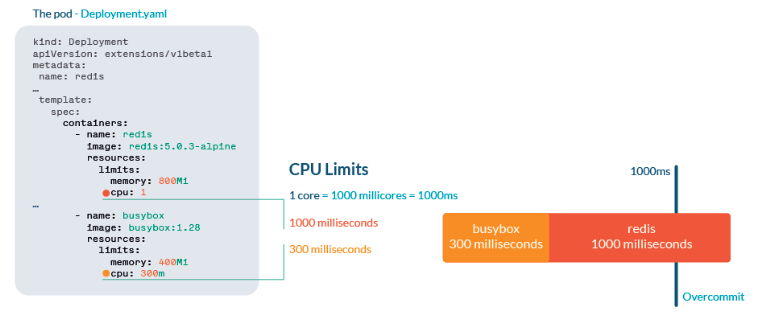 The pod - Deployment.yaml
kind: Deployment
apiVersion: extensions/v1beta1
metadata:
name: redis
…
template:
spec:
containers:
- name: redis
image: redis:5.0.3-alpine
resources:
limits:
memory: 800Mi
cpu: 1
…
- name: busybox
image: busybox:1.28
resources:
limits:
memory: 400Mi
cpu: 300m
CPU Limits
1 core = 1000 millicores = 1000ms
1000 milliseconds
300 milliseconds
1000ms
busybox
300 milliseconds
redis
1000 milliseconds
Overcommit